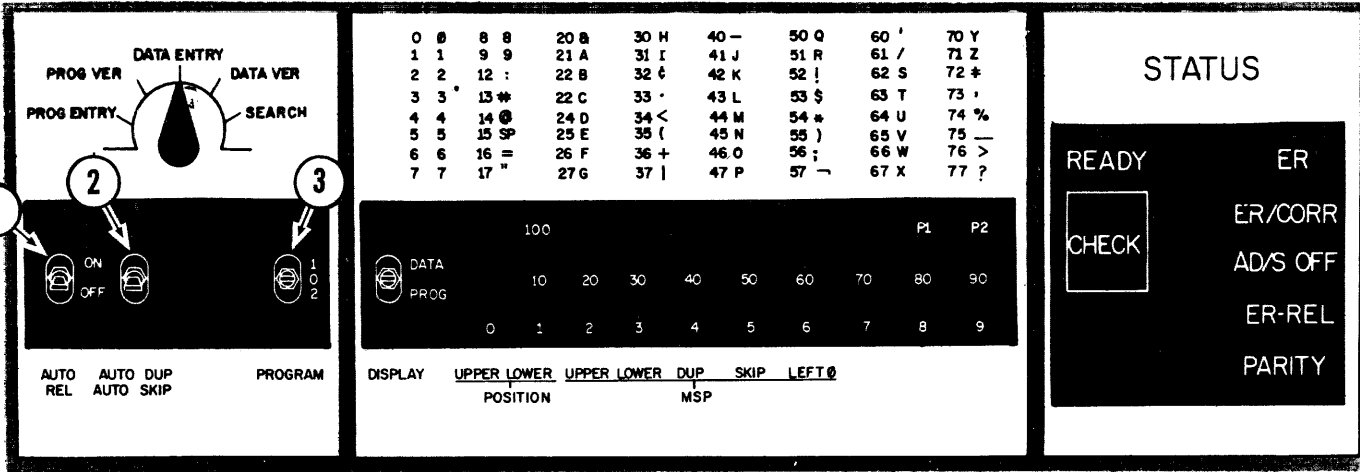 DATA ENTRY
PROG VER DATA VER
PROG ENTRY SEARCH
2 3
ON
OFF
1
0
2
AUTO REL
AUTO DUP
AUTO SKIP
PROGRAM
0 Ø 8 8 20 & 30 H 40 — 50 Q 60 ' 70 Y
1 1 9 9 21 A 31 I 41 J 51 R 61 / 71 Z
2 2 12 : 22 B 32 ¢ 42 K 52 ! 62 S 72 ‡
3 3 13 # 22 C 33 · 43 L 53 $ 63 T 73 ,
4 4 14 @ 24 D 34 < 44 M 54 * 64 U 74 %
5 5 15 SP 25 E 35 ( 45 N 55 ) 65 V 75 __
6 6 16 = 26 F 36 + 46 O 56 ; 66 W 76 >
7 7 17 " 27 G 37 | 47 P 57 ¬ 67 X 77 ?
100 P1 P2
DATA
PROG
10 20 30 40 50 60 70 80 90
0 1 2 3 4 5 6 7 8 9
DISPLAY UPPER LOWER UPPER LOWER DUP SKIP LEFT Ø
POSITION MSP
STATUS
READY ER
ER/CORR
CHECK
AD/S OFF
ER-REL
PARITY